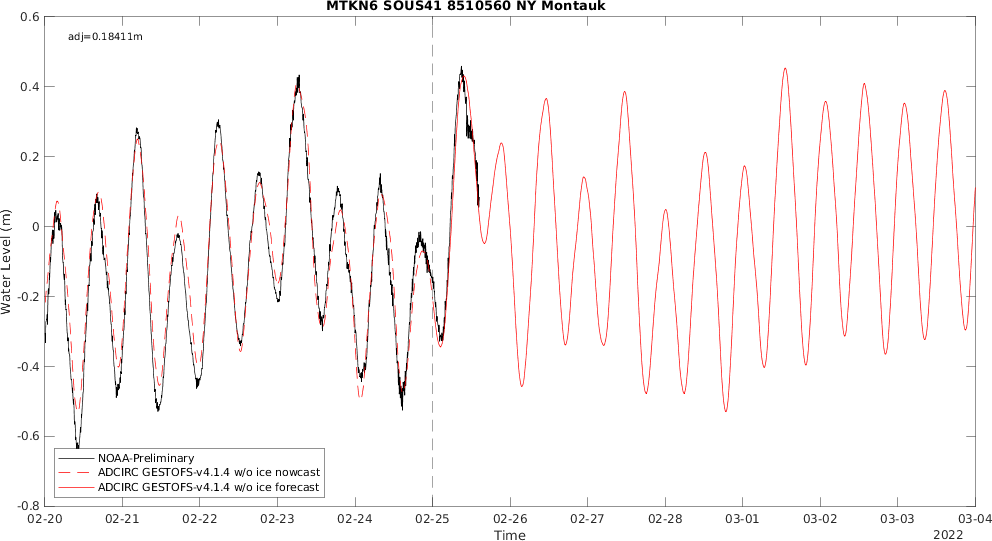 MTKN6 SOUS41 8510560 NY Montauk
adj=0.18411m
0.6
0.4
0.2
0
-0.2
-0.4
-0.6
-0.8
Water Level (m)
NOAA-Preliminary
ADCIRC GESTOFS-v4.1.4 w/o ice nowcast
ADCIRC GESTOFS-v4.1.4 w/o ice forecast
02-20 02-21 02-22 02-23 02-24 02-25 02-26 02-27 02-28 03-01 03-02 03-03 03-04
Time
2022